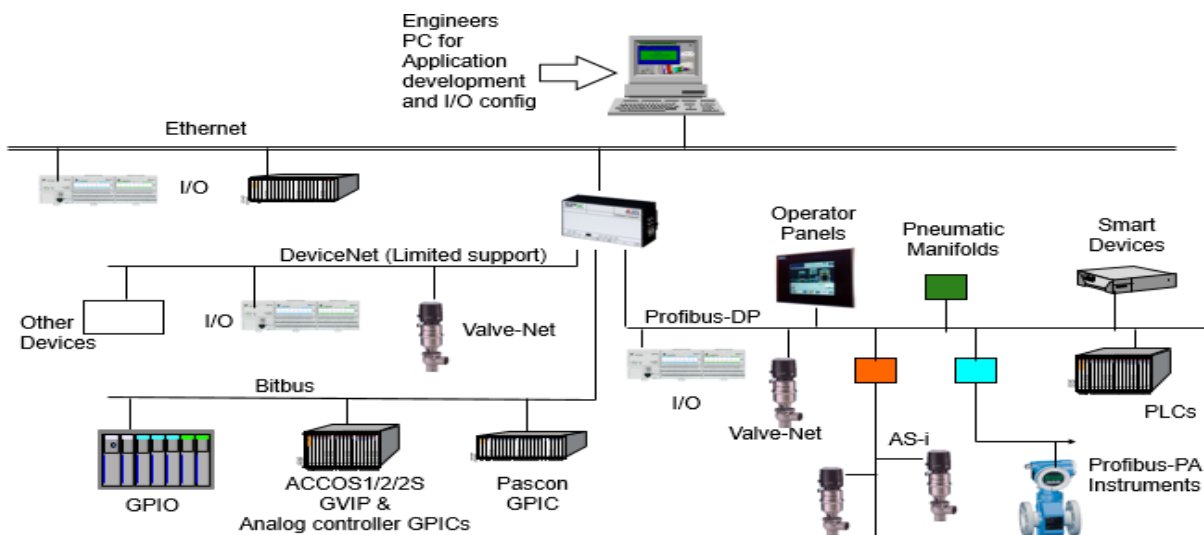 Engineers
PC for
Application
development
and I/O config
Ethernet
I/O
Operator
Panels
Pneumatic
Manifolds
Smart
Devices
DeviceNet (Limited support)
Other
Devices
I/O
Valve-Net
Profibus-DP
I/O
Valve-Net
PLCs
Bitbus
AS-i
GPIO
ACCOS1/2/2S
GVIP &
Analog controller GPICs
Pascon
GPIC
Profibus-PA
Instruments